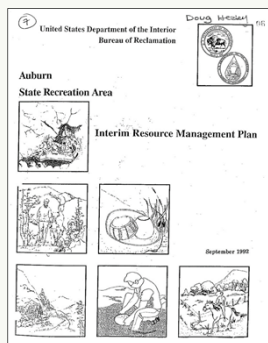 7
Doug Wesley
United States Department of the Interior
Bureau of Reclamation
Auburn
State Recreation Area
Interim Resource Management Plan
September 1992